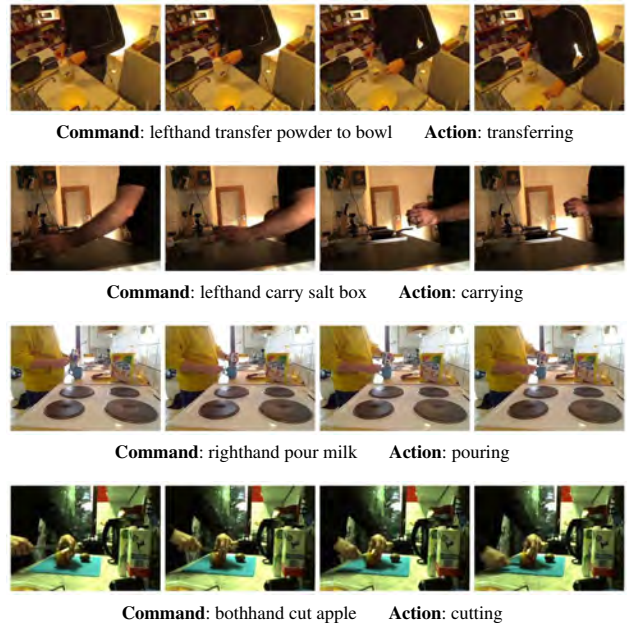 Command: lefthand transfer powder to bowl Action: transferring
Command: lefthand carry salt box Action: carrying
Command: righthand pour milk Action: pouring
Command: bothhand cut apple Action: cutting